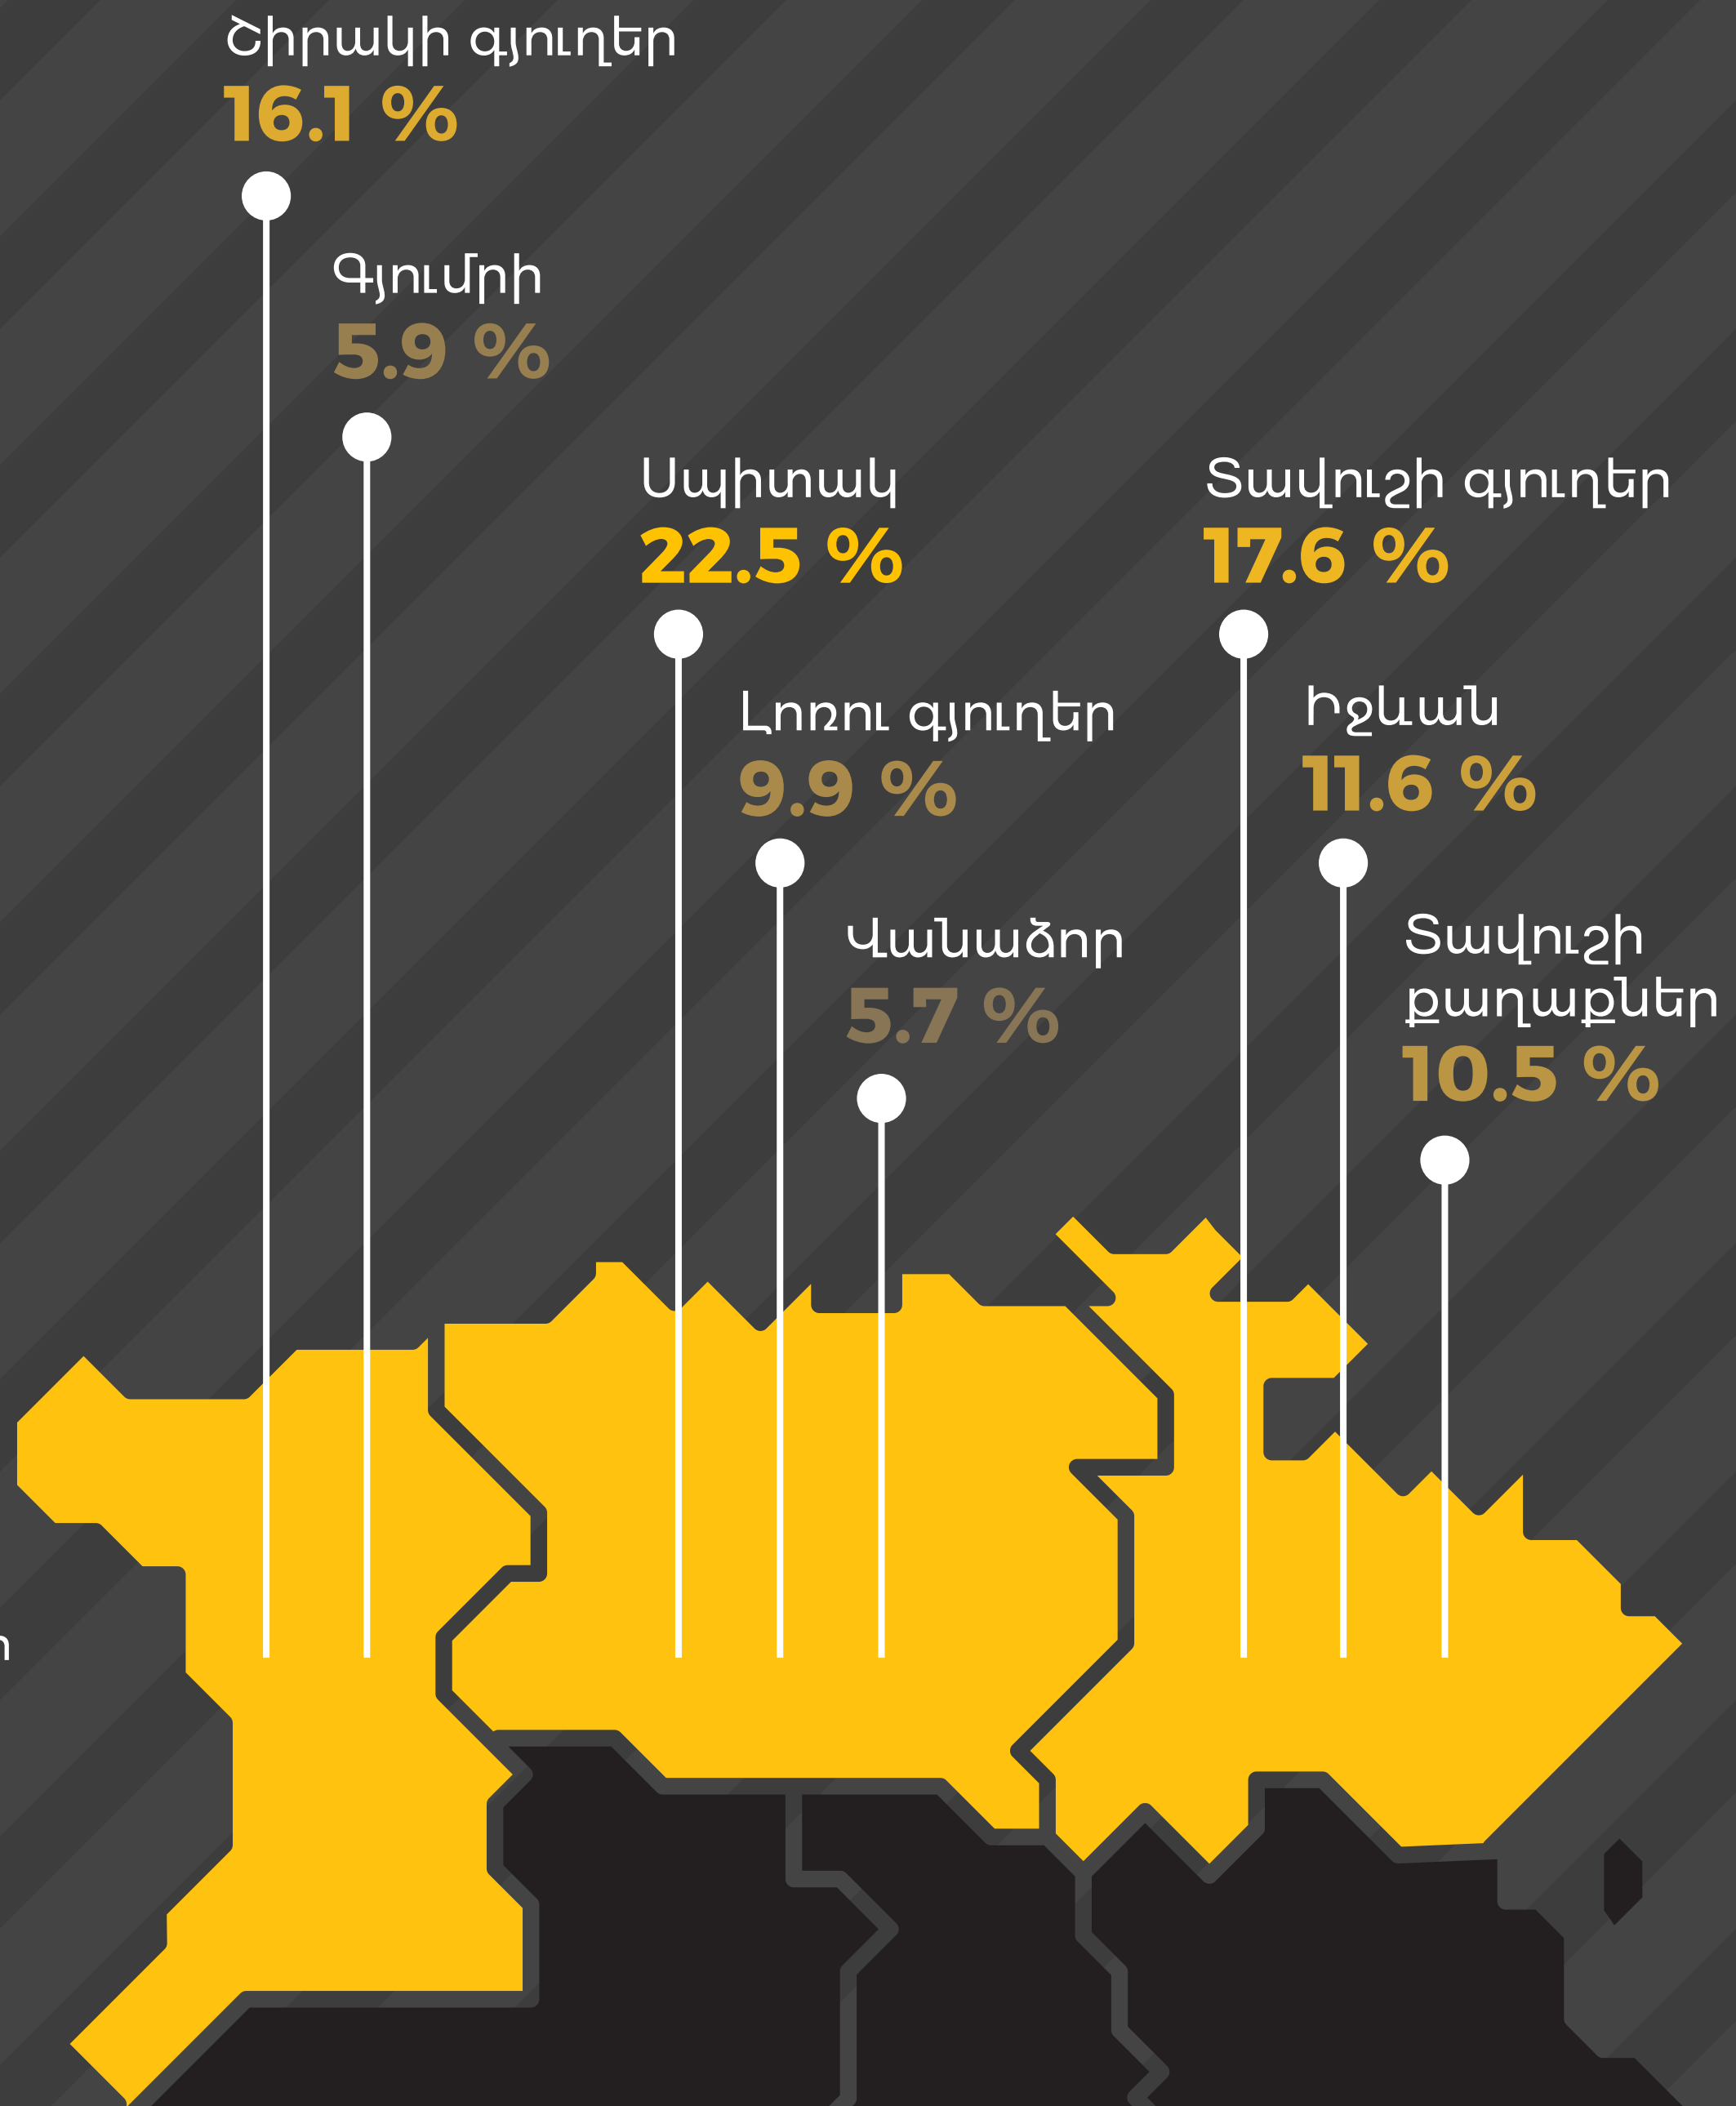 Շիրակի գյուղեր
16.1 %
Գյումրի
5.9 %
Սպիտակ
22.5 %
Տավուշի գյուղեր
17.6 %
Լոռու գյուղեր
9.9 %
Իջևան
11.6 %
Վանաձոր
5.7 %
Տավուշի
քաղաքներ
10.5 %